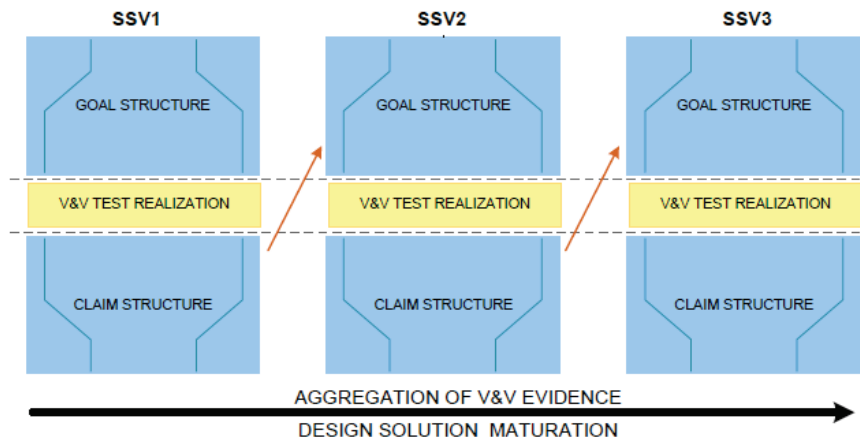 SSV1 SSV2 SSV3
GOAL STRUCTURE GOAL STRUCTURE GOAL STRUCTURE
V&V TEST REALIZATION V&V TEST REALIZATION V&V TEST REALIZATION
CLAIM STRUCTURE CLAIM STRUCTURE CLAIM STRUCTURE
AGGREGATION OF V&V EVIDENCE
DESIGN SOLUTION MATURATION